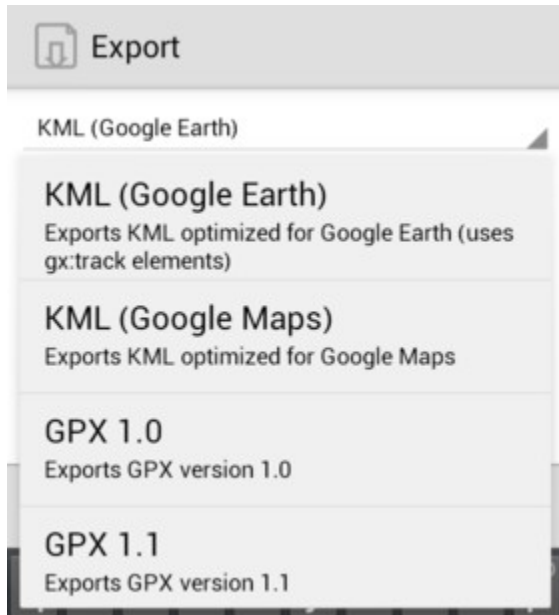 Export
KML (Google Earth)
KML (Google Earth)
Exports KML optimized for Google Earth (uses
gx:track elements)
KML (Google Maps)
Exports KML optimized for Google Maps
GPX 1.0
Exports GPX version 1.0
GPX 1.1
Exports GPX version 1.1